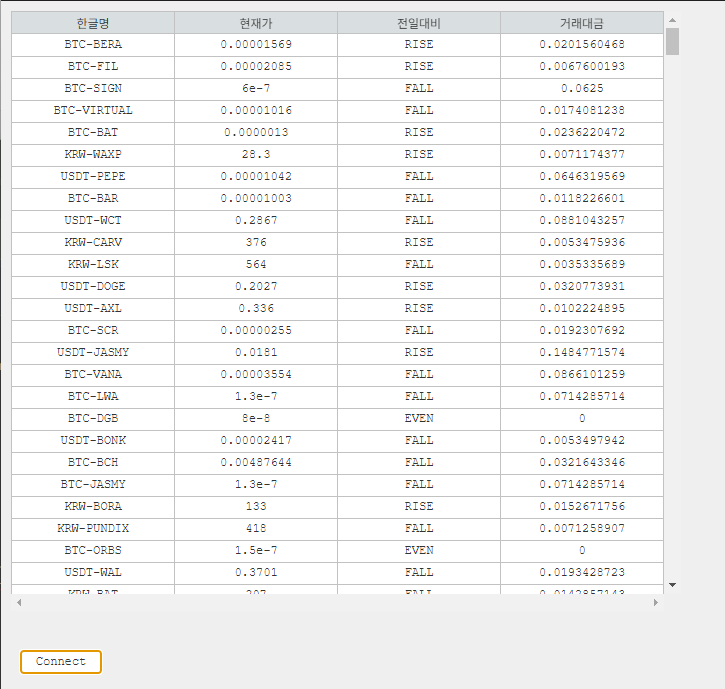 한글명 현재가 전일대비 거래대금
BTC-BERA 0.00001569 RISE 0.0201560468
BTC-FIL 0.00002085 RISE 0.0067600193
BTC-SIGN 6e-7 FALL 0.0625
BTC-VIRTUAL 0.00001016 FALL 0.0174081238
BTC-BAT 0.0000013 RISE 0.0236220472
KRW-WAXP 28.3 RISE 0.0071174377
USDT-PEPE 0.00001042 FALL 0.0646319569
BTC-BAR 0.00001003 FALL 0.0118226601
USDT-WCT 0.2867 FALL 0.0881043257
KRW-CARV 376 RISE 0.0053475936
KRW-LSK 564 FALL 0.0035335689
USDT-DOGE 0.2027 RISE 0.0320773931
USDT-AXL 0.336 RISE 0.0102224895
BTC-SCR 0.00000255 FALL 0.0192307692
USDT-JASMY 0.0181 RISE 0.1484771574
BTC-VANA 0.00003554 FALL 0.0866101259
BTC-LWA 1.3e-7 FALL 0.0714285714
BTC-DGB 8e-8 EVEN 0
USDT-BONK 0.00002417 FALL 0.0053497942
BTC-BCH 0.00487644 FALL 0.0321643346
BTC-JASMY 1.3e-7 FALL 0.0714285714
KRW-BORA 133 RISE 0.0152671756
KRW-PUNDIX 418 FALL 0.0071258907
BTC-ORBS 1.5e-7 EVEN 0
USDT-WAL 0.3701 FALL 0.0193428723
KRW-BAT 207 FALL 0.0142857143
Connect